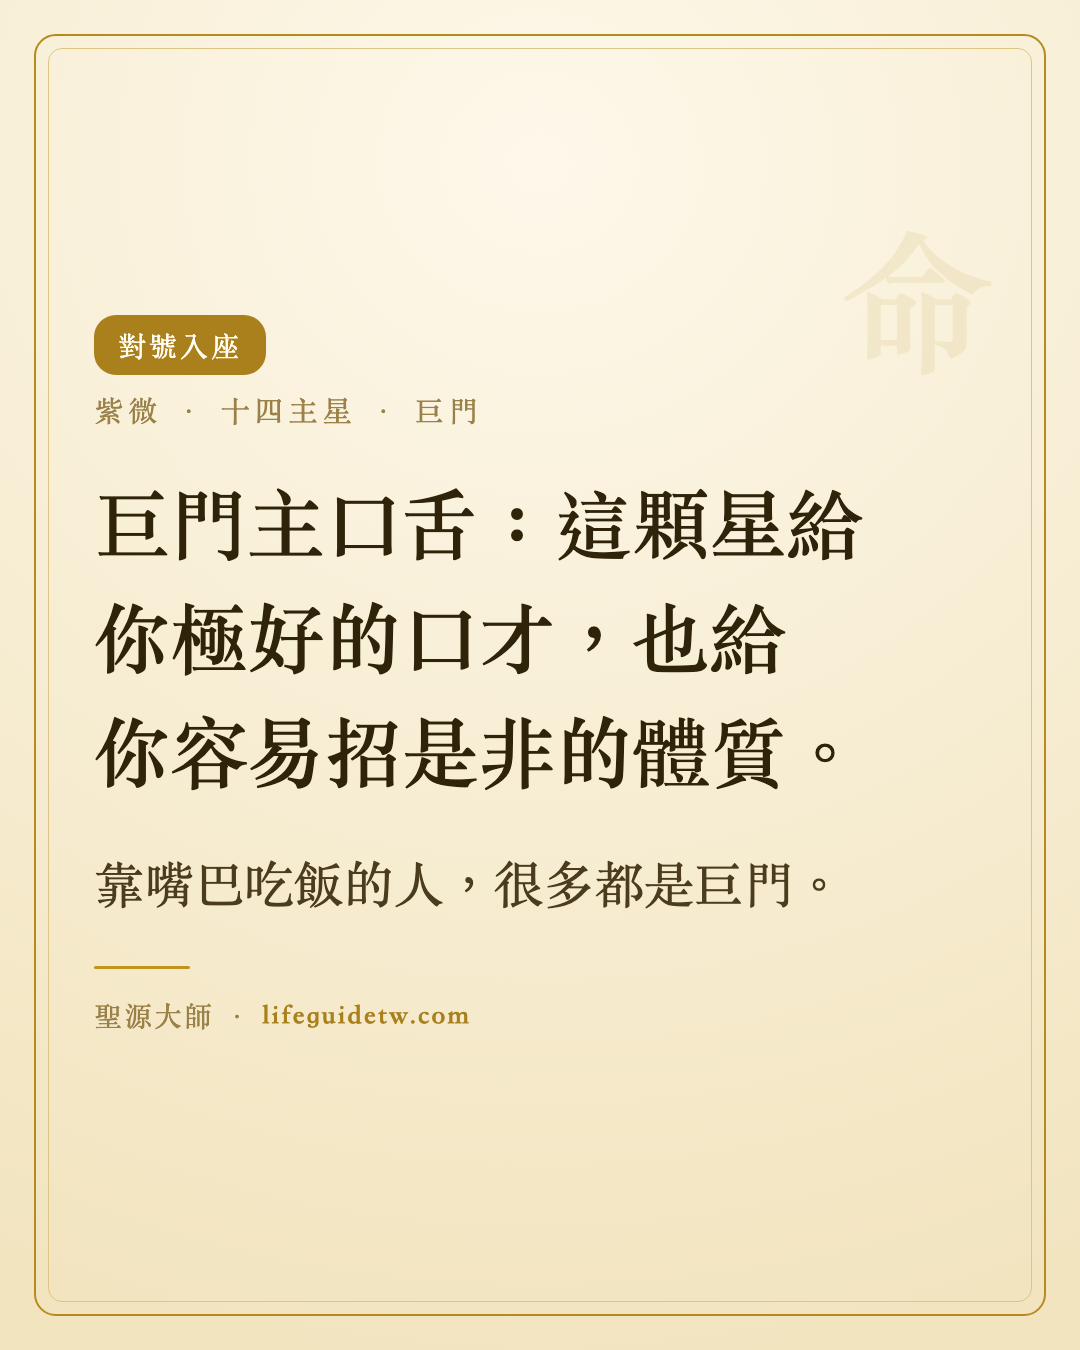 命
對號入座
紫微 · 十四主星 · 巨門
巨門主口舌：這顆星給
你極好的口才，也給
你容易招是非的體質。
靠嘴巴吃飯的人，很多都是巨門。
聖源大師 · lifeguidetw.com